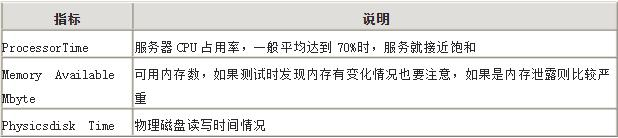 指标 说明
ProcessorTime 服务器 CPU 占用率，一般平均达到 70%时，服务就接近饱和
Memory Available Mbyte 可用内存数，如果测试时发现内存有变化情况也要注意，如果是内存泄露则比较严重
Physicsdisk Time 物理磁盘读写时间情况